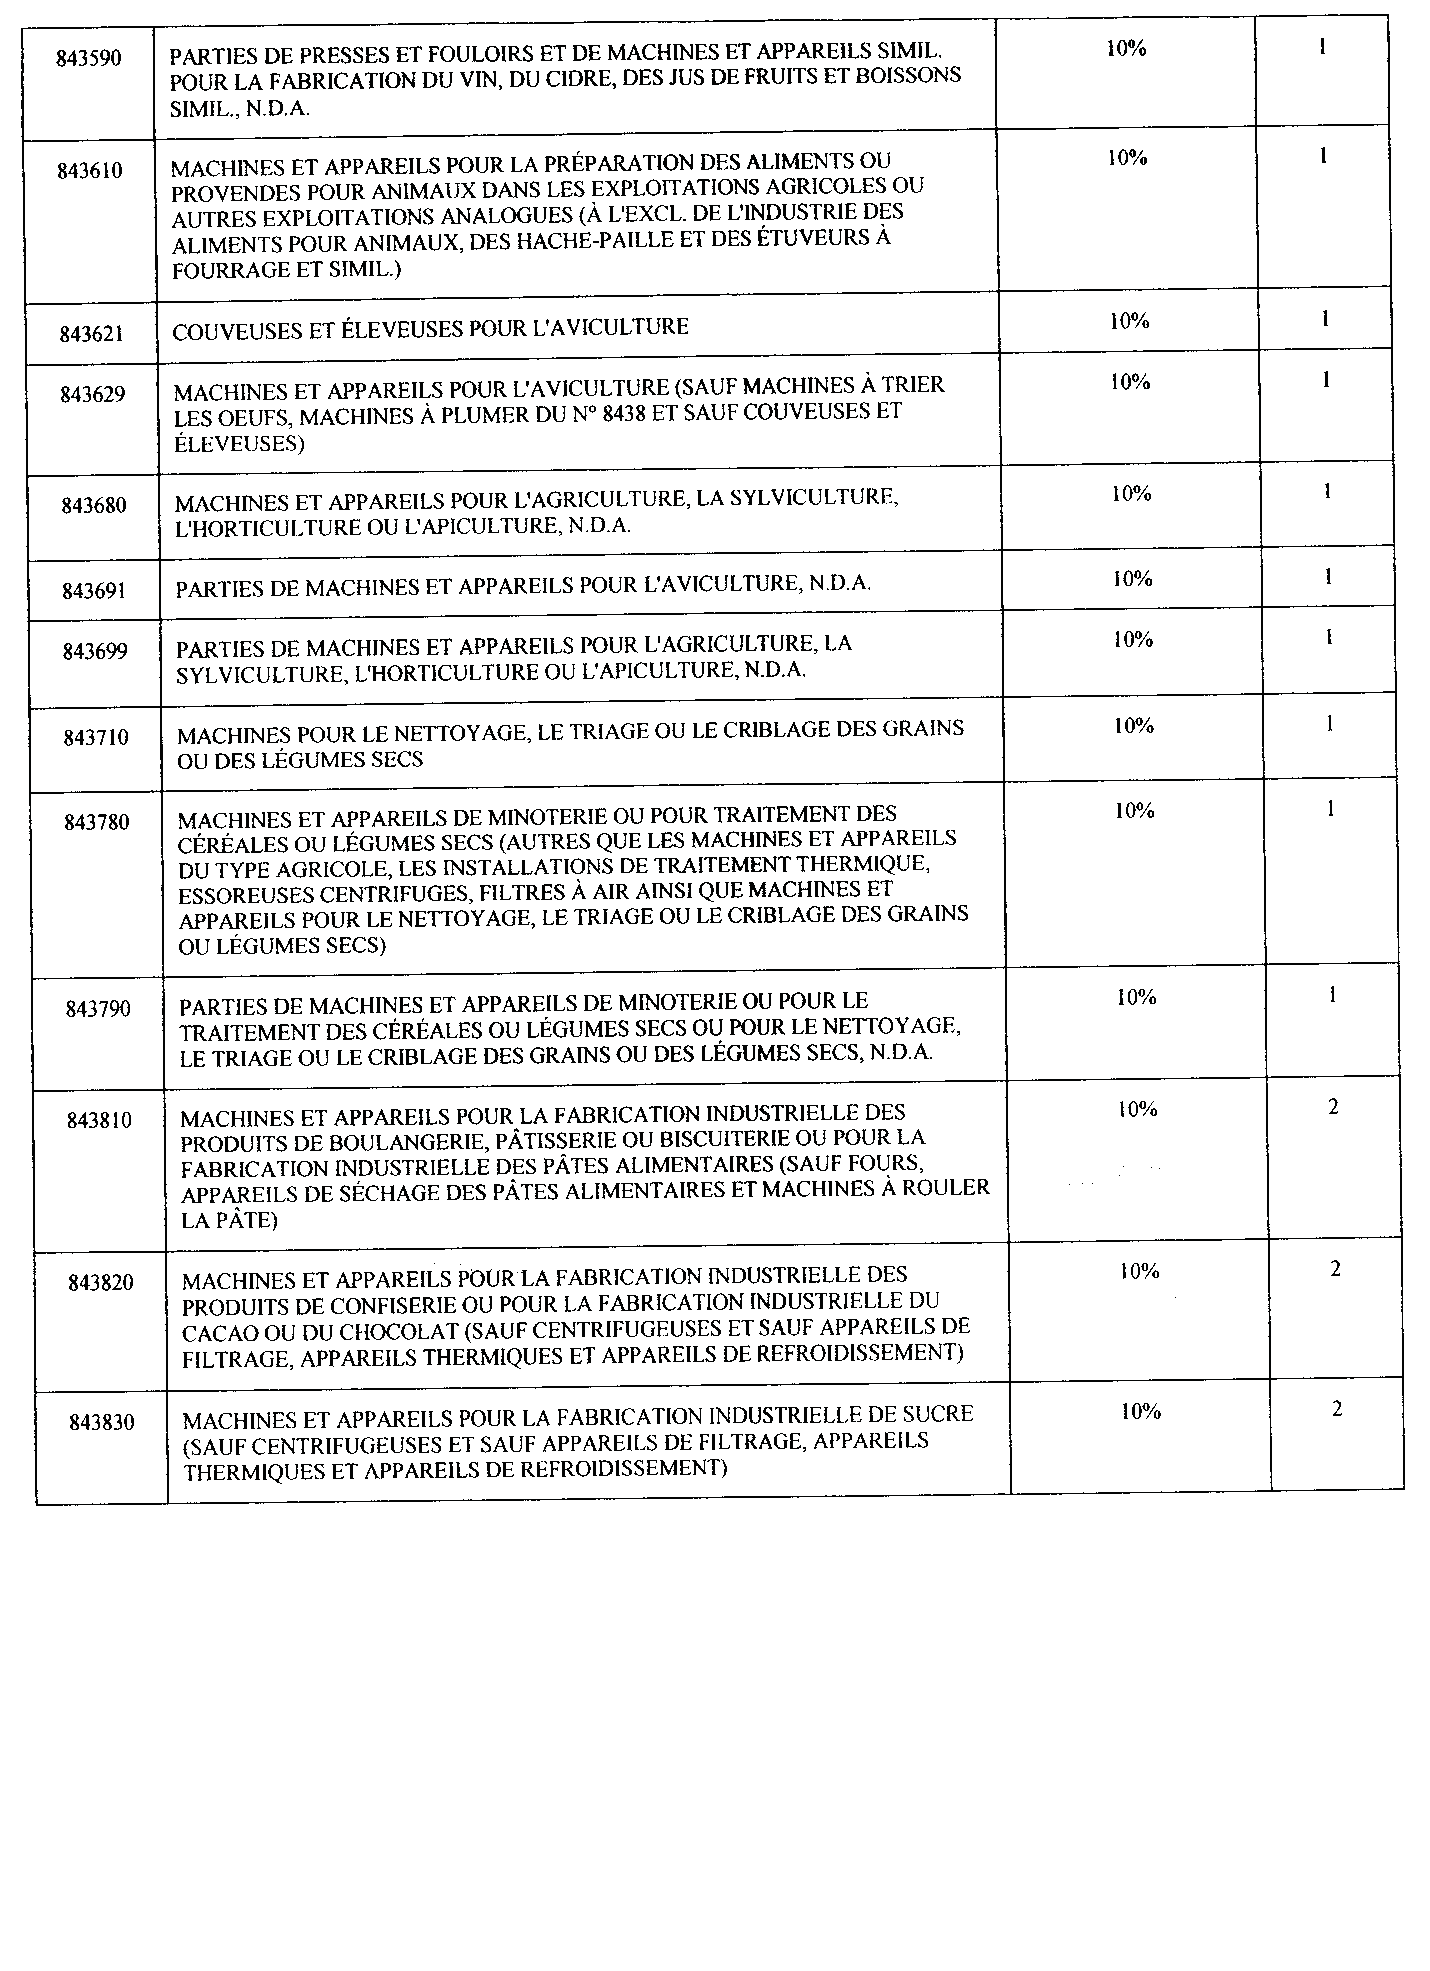 843590 PARTIES DE PRESSES ET FOULOIRS ET DE MACHINES ET APPAREILS SIMIL. 10% 1
POUR LA FABRICATION DU VIN, DU CIDRE, DES JUS DE FRUITS ET BOISSONS
SIMIL., N.D.A.
843610 MACHINES ET APPAREILS POUR LA PRÉPARATION DES ALIMENTS OU 10% 1
PROVENDES POUR ANIMAUX DANS LES EXPLOITATIONS AGRICOLES OU
AUTRES EXPLOITATIONS ANALOGUES (À L'EXCL. DE L'INDUSTRIE DES
ALIMENTS POUR ANIMAUX, DES HACHE-PAILLE ET DES ÉTUVEURS À
FOURRAGE ET SIMIL.)
843621 COUVEUSES ET ÉLEVEUSES POUR L'AVICULTURE 10% 1
843629 MACHINES ET APPAREILS POUR L'AVICULTURE (SAUF MACHINES À TRIER 10% 1
LES OEUFS, MACHINES À PLUMER DU N° 8438 ET SAUF COUVEUSES ET
ÉLEVEUSES)
843680 MACHINES ET APPAREILS POUR L'AGRICULTURE, LA SYLVICULTURE, 10% 1
L'HORTICULTURE OU L'APICULTURE, N.D.A.
843691 PARTIES DE MACHINES ET APPAREILS POUR L'AVICULTURE, N.D.A. 10% 1
843699 PARTIES DE MACHINES ET APPAREILS POUR L'AGRICULTURE, LA 10% 1
SYLVICULTURE, L'HORTICULTURE OU L'APICULTURE, N.D.A.
843710 MACHINES POUR LE NETTOYAGE, LE TRIAGE OU LE CRIBLAGE DES GRAINS 10% 1
OU DES LÉGUMES SECS
843780 MACHINES ET APPAREILS DE MINOTERIE OU POUR TRAITEMENT DES 10% 1
CÉRÉALES OU LÉGUMES SECS (AUTRES QUE LES MACHINES ET APPAREILS
DU TYPE AGRICOLE, LES INSTALLATIONS DE TRAITEMENT THERMIQUE,
ESSOREUSES CENTRIFUGES, FILTRES À AIR AINSI QUE MACHINES ET
APPAREILS POUR LE NETTOYAGE, LE TRIAGE OU LE CRIBLAGE DES GRAINS
OU LÉGUMES SECS)
843790 PARTIES DE MACHINES ET APPAREILS DE MINOTERIE OU POUR LE 10% 1
TRAITEMENT DES CÉRÉALES OU LÉGUMES SECS OU POUR LE NETTOYAGE,
LE TRIAGE OU LE CRIBLAGE DES GRAINS OU DES LÉGUMES SECS, N.D.A.
843810 MACHINES ET APPAREILS POUR LA FABRICATION INDUSTRIELLE DES 10% 2
PRODUITS DE BOULANGERIE, PÂTISSERIE OU BISCUITERIE OU POUR LA
FABRICATION INDUSTRIELLE DES PÂTES ALIMENTAIRES (SAUF FOURS,
APPAREILS DE SÉCHAGE DES PÂTES ALIMENTAIRES ET MACHINES À ROULER
LA PÂTE)
843820 MACHINES ET APPAREILS POUR LA FABRICATION INDUSTRIELLE DES 10% 2
PRODUITS DE CONFISERIE OU POUR LA FABRICATION INDUSTRIELLE DU
CACAO OU DU CHOCOLAT (SAUF CENTRIFUGEUSES ET SAUF APPAREILS DE
FILTRAGE, APPAREILS THERMIQUES ET APPAREILS DE REFROIDISSEMENT)
843830 MACHINES ET APPAREILS POUR LA FABRICATION INDUSTRIELLE DE SUCRE 10% 2
(SAUF CENTRIFUGEUSES ET SAUF APPAREILS DE FILTRAGE, APPAREILS
THERMIQUES ET APPAREILS DE REFROIDISSEMENT)